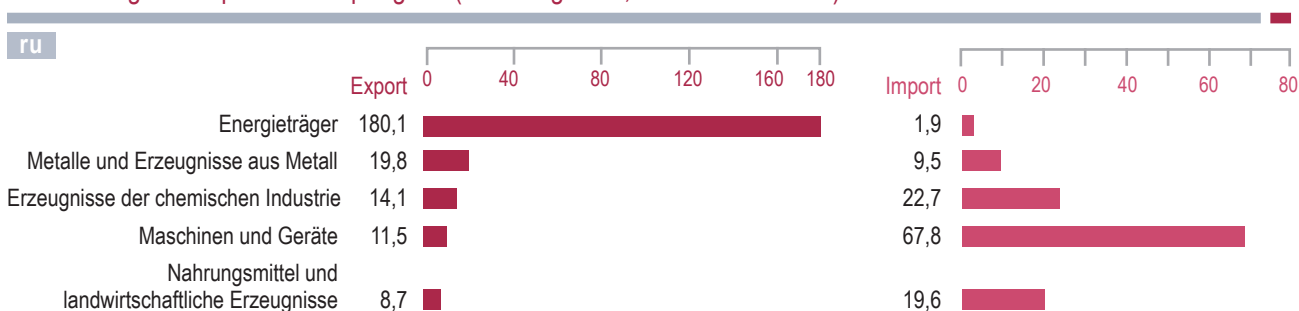 ru
0 40 80 120 160 180
0 20 40 60 80
Export
Import
Energieträger 180,1 1,9
Metalle und Erzeugnisse aus Metall 19,8 9,5
Erzeugnisse der chemischen Industrie 14,1 22,7
Maschinen und Geräte 11,5 67,8
Nahrungsmittel und
landwirtschaftliche Erzeugnisse 8,7 19,6